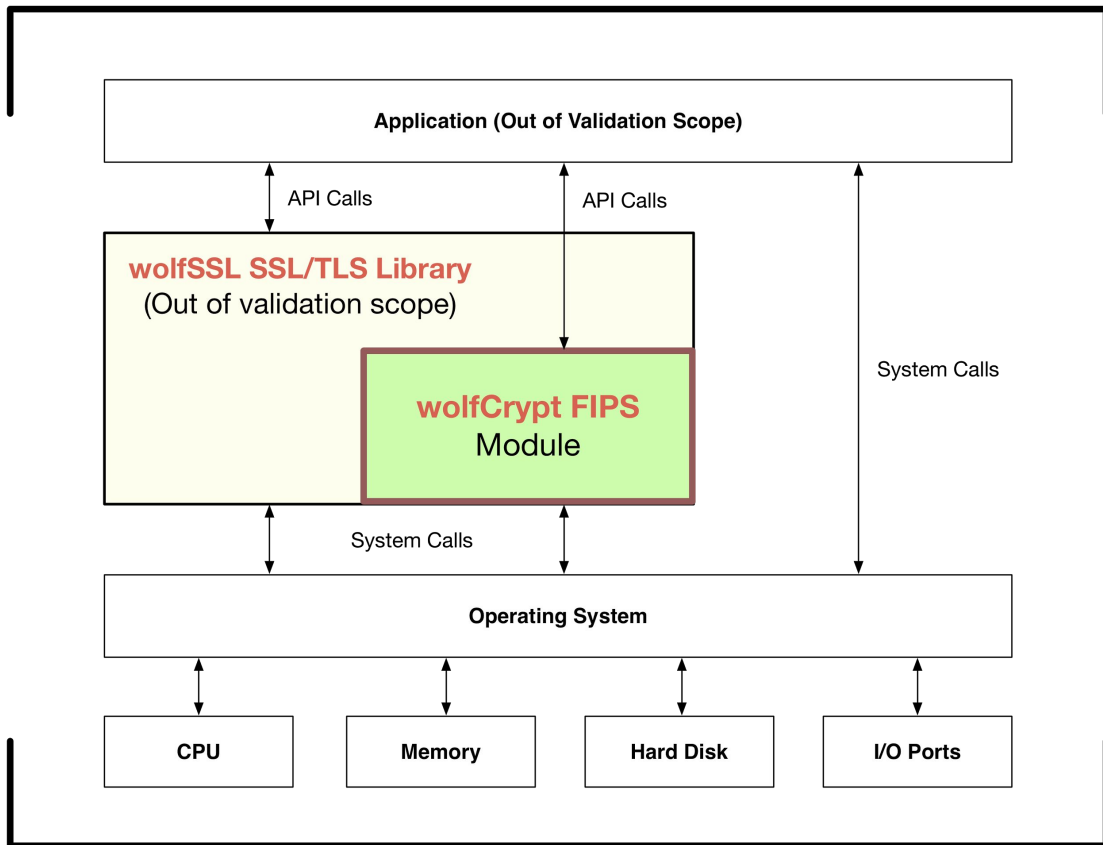 Application (Out of Validation Scope)
API Calls
API Calls
wolfSSL SSL/TLS Library
(Out of validation scope)
System Calls
wolfCrypt FIPS
Module
System Calls
Operating System
CPU
Memory
Hard Disk
I/O Ports